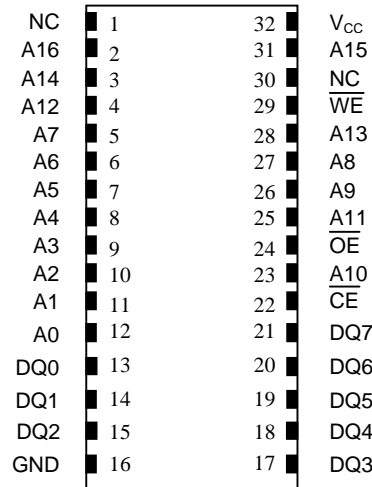 NC 1 32 VCC
A16 2 31 A15
A14 3 30 NC
A12 4 29 WE
A7 5 28 A13
A6 6 27 A8
A5 7 26 A9
A4 8 25 A11
A3 9 24 OE
A2 10 23 A10
A1 11 22 CE
A0 12 21 DQ7
DQ0 13 20 DQ6
DQ1 14 19 DQ5
DQ2 15 18 DQ4
GND 16 17 DQ3